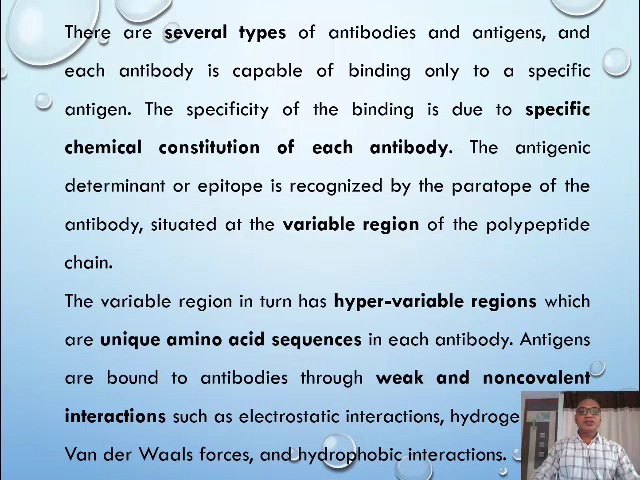 There are several types of antibodies and antigens, and
each antibody is capable of binding only to a specific
antigen. The specificity of the binding is due to specific
chemical constitution of each antibody. The antigenic
determinant or epitope is recognized by the paratope of the
antibody, situated at the variable region of the polypeptide
chain.
The variable region in turn has hyper-variable regions which
are unique amino acid sequences in each antibody. Antigens
are bound to antibodies through weak and noncovalent
interactions such as electrostatic interactions,
Van der Waals forces, and hydrophobic interactions.